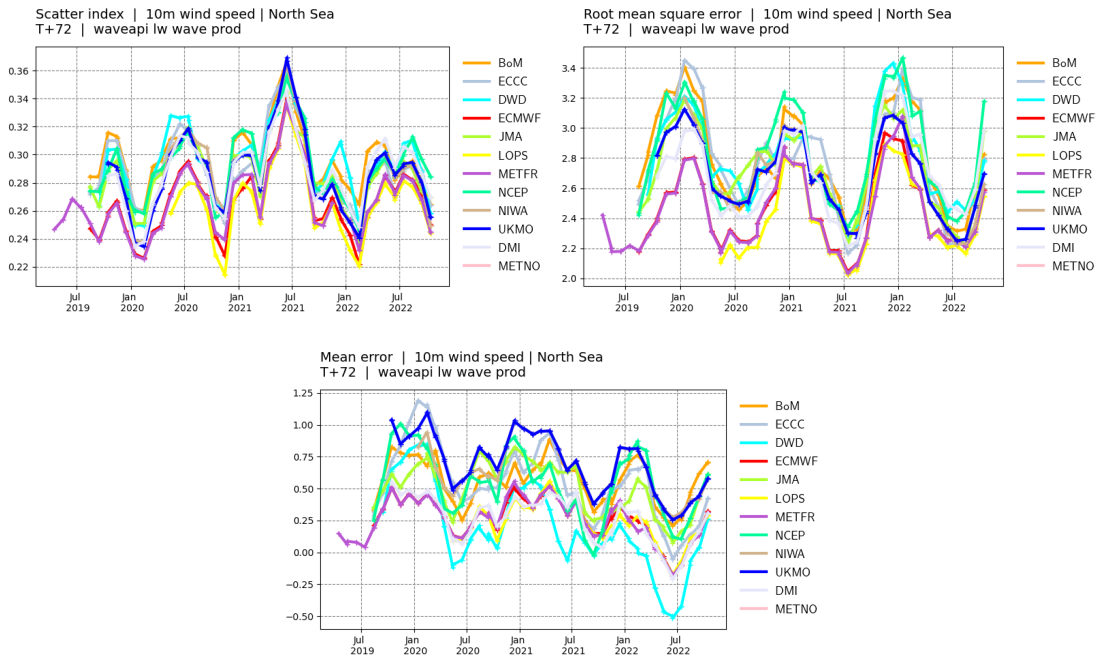 Scatter index | 10m wind speed | North Sea
T+72 | waveapi lw wave prod
0.36
0.34
0.32
0.30
0.28
0.26
0.24
0.22
Jul
2019
Jan
2020
Jul
2020
Jan
2021
Jul
2021
Jan
2022
Jul
2022
BoM
ECCC
DWD
ECMWF
JMA
LOPS
METFR
NCEP
NIWA
UKMO
DMI
METNO
Root mean square error | 10m wind speed | North Sea
T+72 | waveapi lw wave prod
3.4
3.2
3.0
2.8
2.6
2.4
2.2
2.0
Jul
2019
Jan
2020
Jul
2020
Jan
2021
Jul
2021
Jan
2022
Jul
2022
BoM
ECCC
DWD
ECMWF
JMA
LOPS
METFR
NCEP
NIWA
UKMO
DMI
METNO
Mean error | 10m wind speed | North Sea
T+72 | waveapi lw wave prod
1.25
1.00
0.75
0.50
0.25
0.00
−0.25
−0.50
Jul
2019
Jan
2020
Jul
2020
Jan
2021
Jul
2021
Jan
2022
Jul
2022
BoM
ECCC
DWD
ECMWF
JMA
LOPS
METFR
NCEP
NIWA
UKMO
DMI
METNO